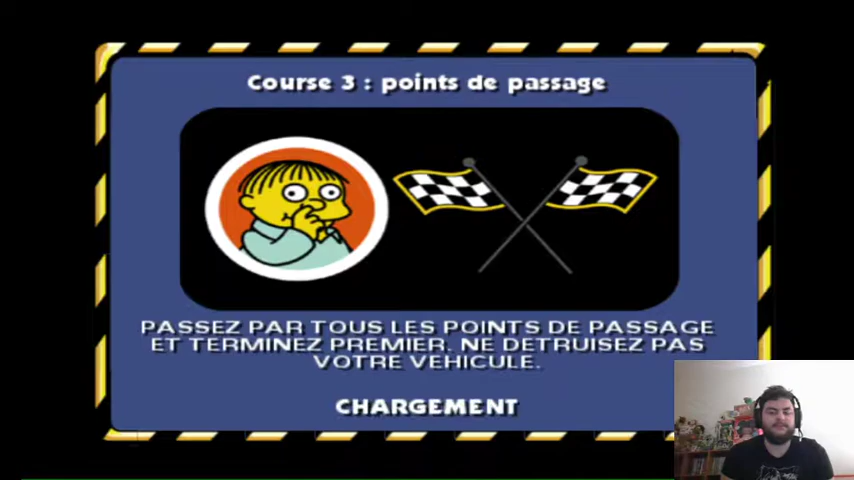 Course 3 : points de passage
PASSEZ PAR TOUS LES POINTS DE PASSAGE
ET TERMINEZ PREMIER. NE DETRUISEZ PAS
VOTRE VEHICULE.
CHARGEMENT